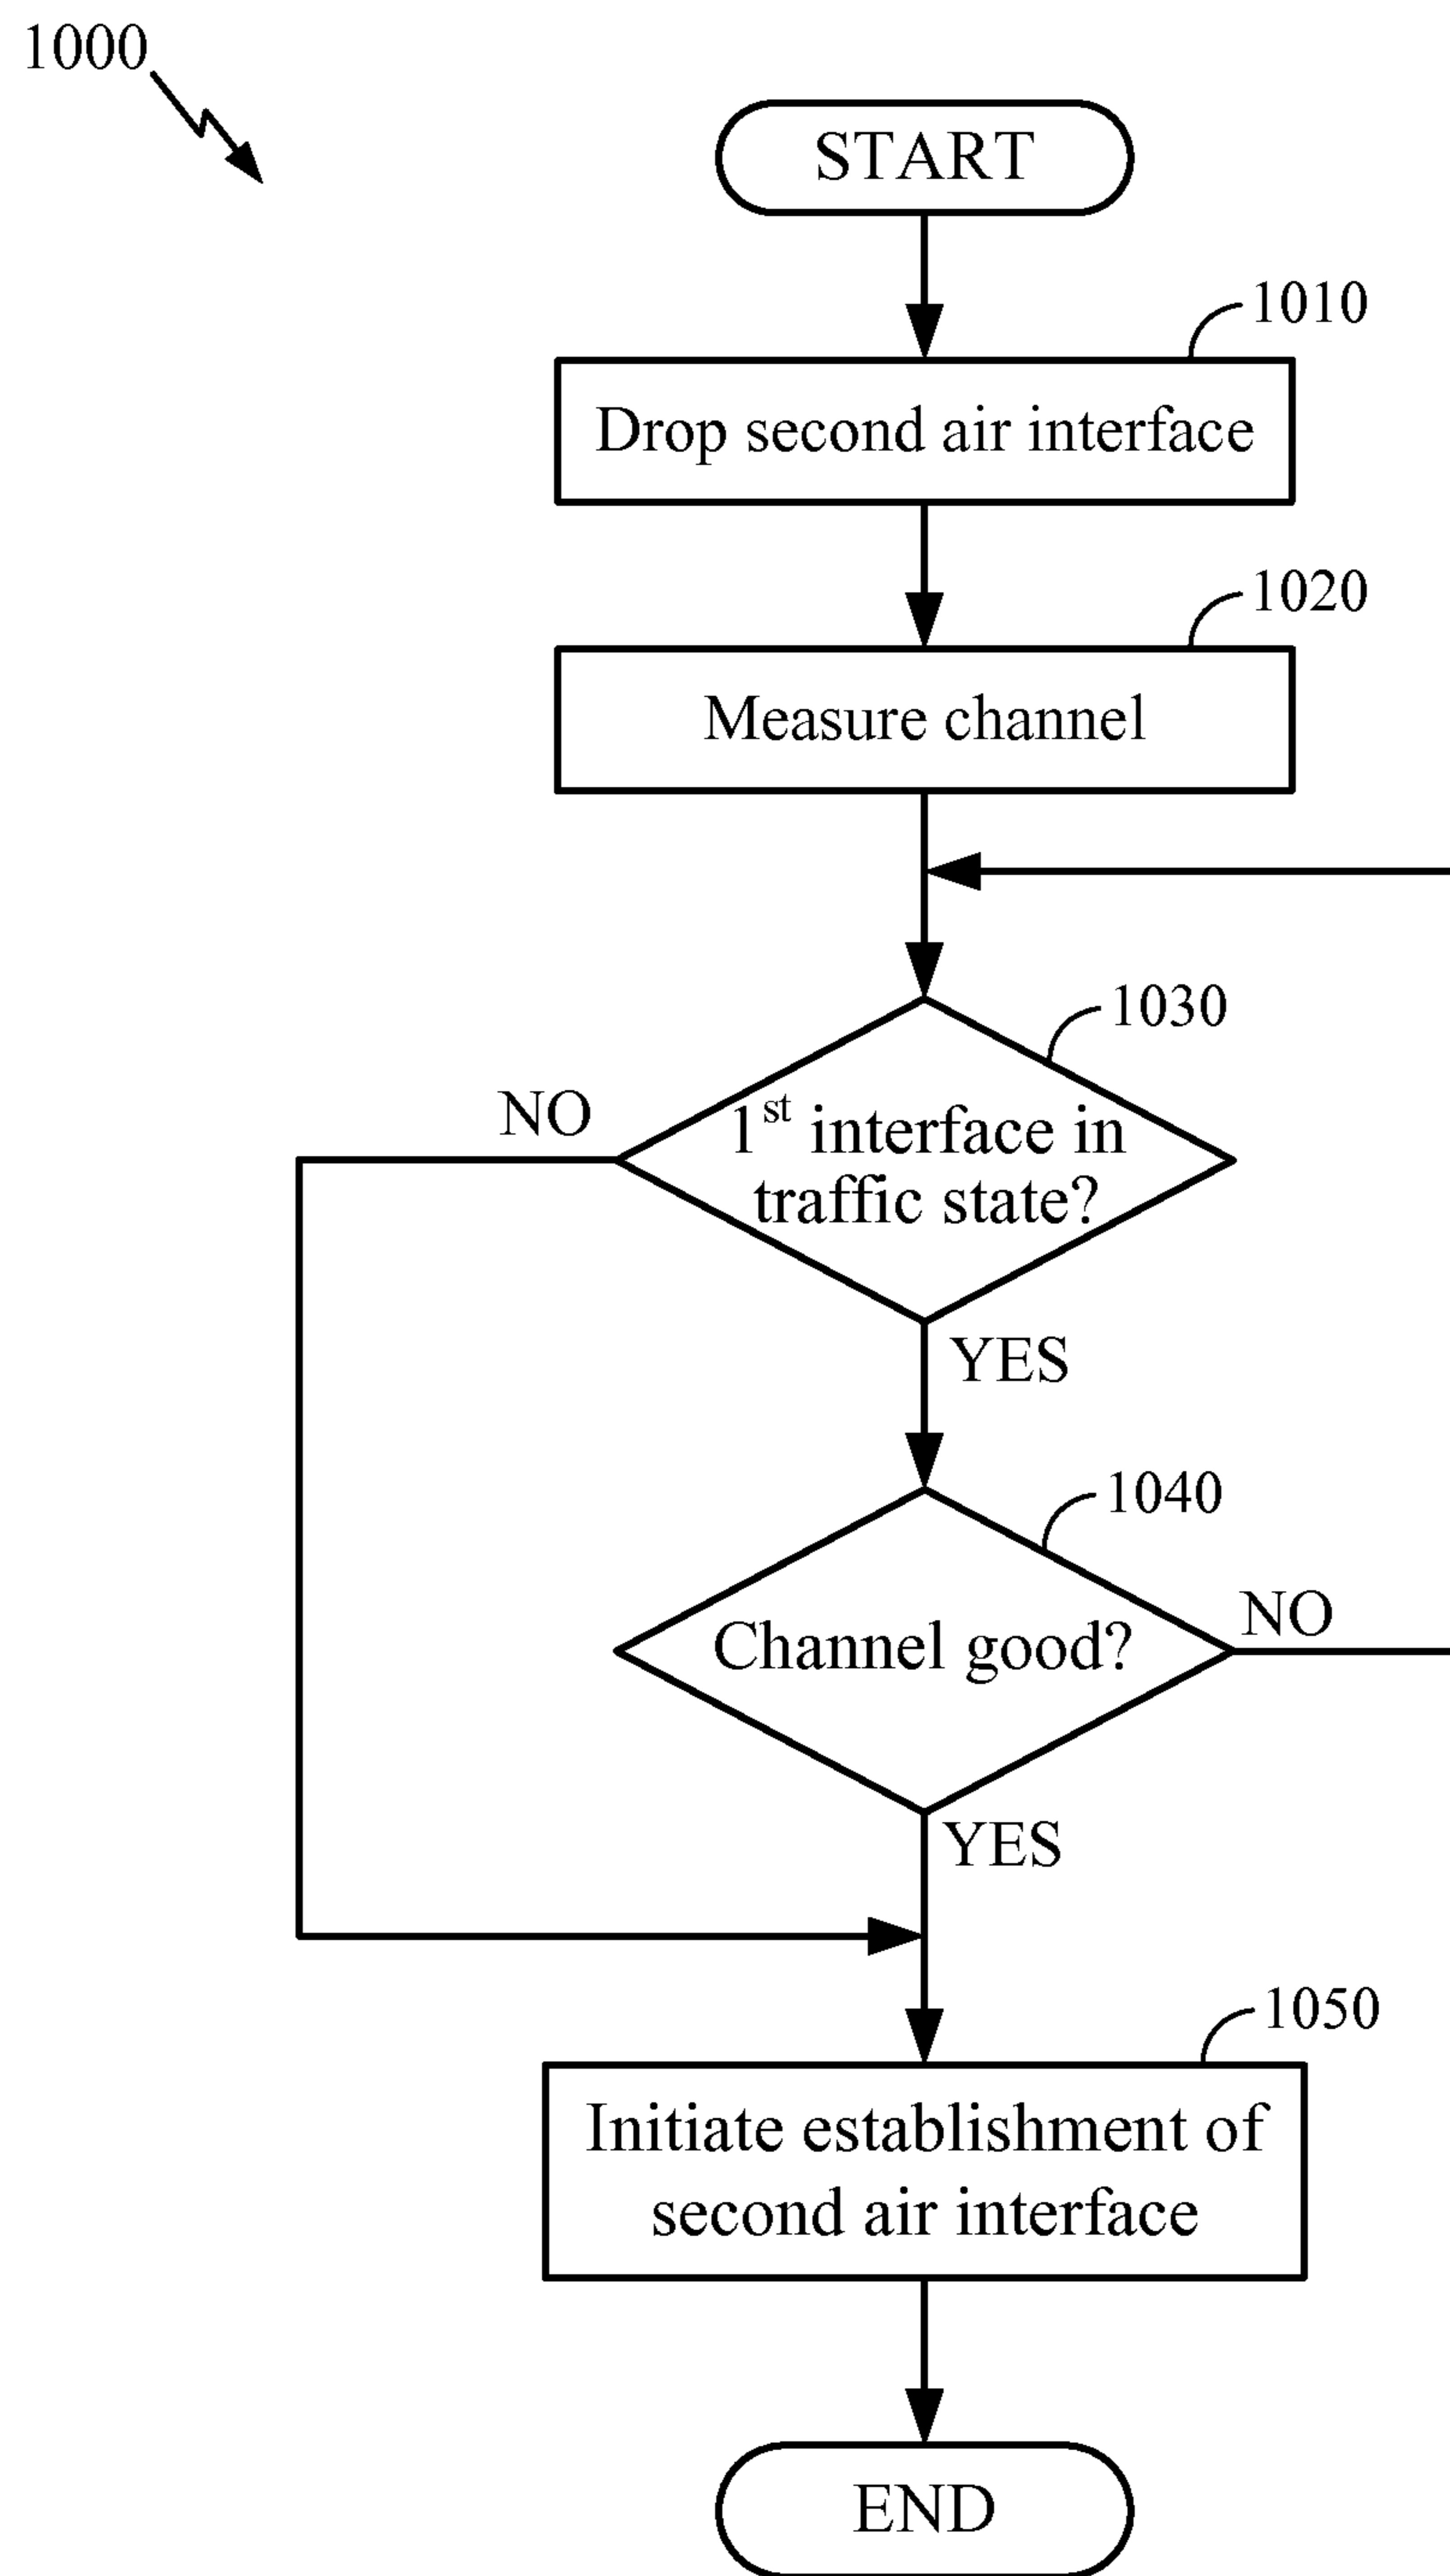 1000
START
1010
Drop second air interface
1020
Measure channel
1030
NO
1st interface in
traffic state?
YES
1040
Channel good?
NO
YES
1050
Initiate establishment of
second air interface
END